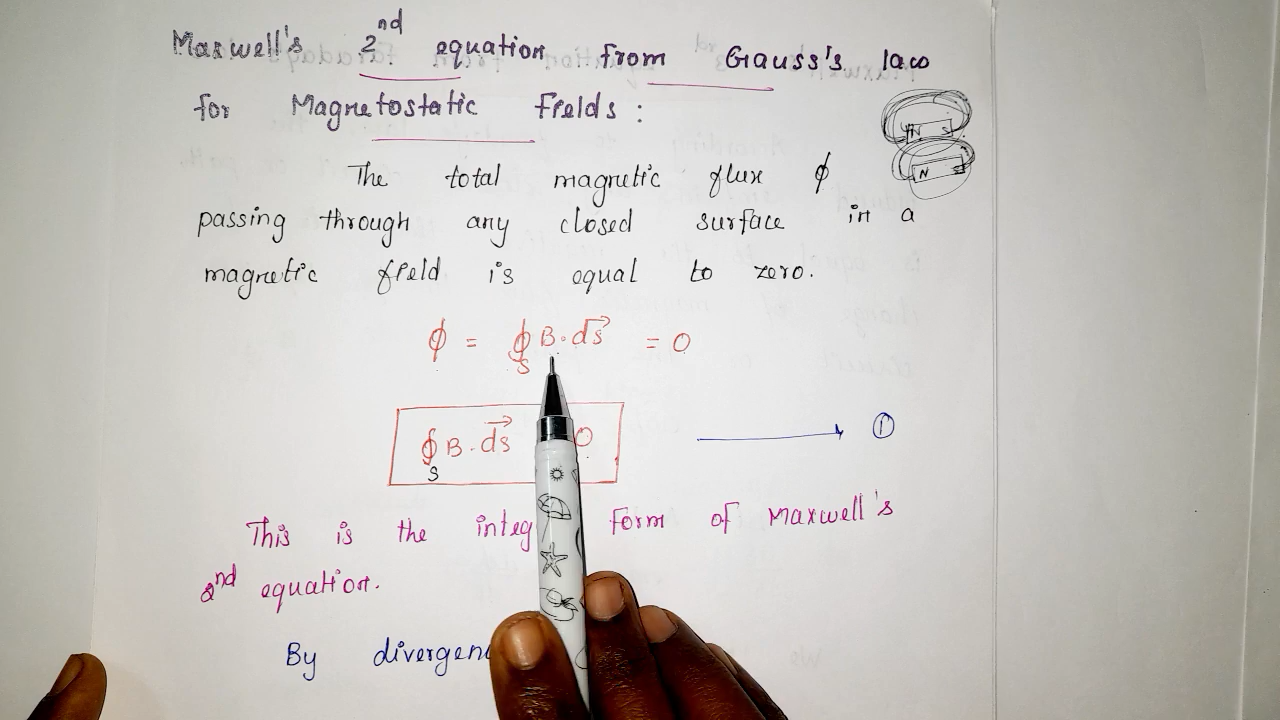 Maxwell's 2nd equation from Gauss's law
for Magnetostatic Fields :
The total magnetic flux ϕ
passing through any closed surface in a
magnetic field is equal to zero.
N S
N S
ϕ = ∮S B. d→s = 0
∮S B. d→s 0 → ①
This is the integ form of Maxwell's
2nd equation.
By divergen